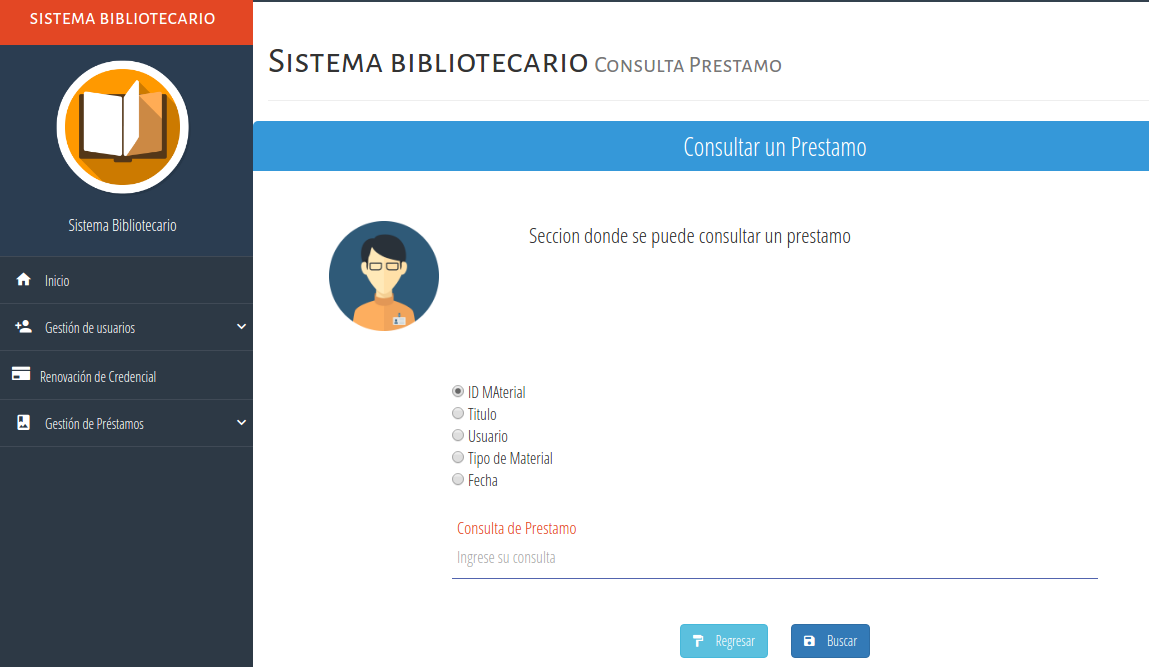 SISTEMA BIBLIOTECARIO
Sistema Bibliotecario
Inicio
Gestión de usuarios
Renovación de Credencial
Gestión de Préstamos
SISTEMA BIBLIOTECARIO CONSULTA PRESTAMO
Consultar un Prestamo
Seccion donde se puede consultar un prestamo
ID MAterial
Titulo
Usuario
Tipo de Material
Fecha
Consulta de Prestamo
Ingrese su consulta
Regresar
Buscar